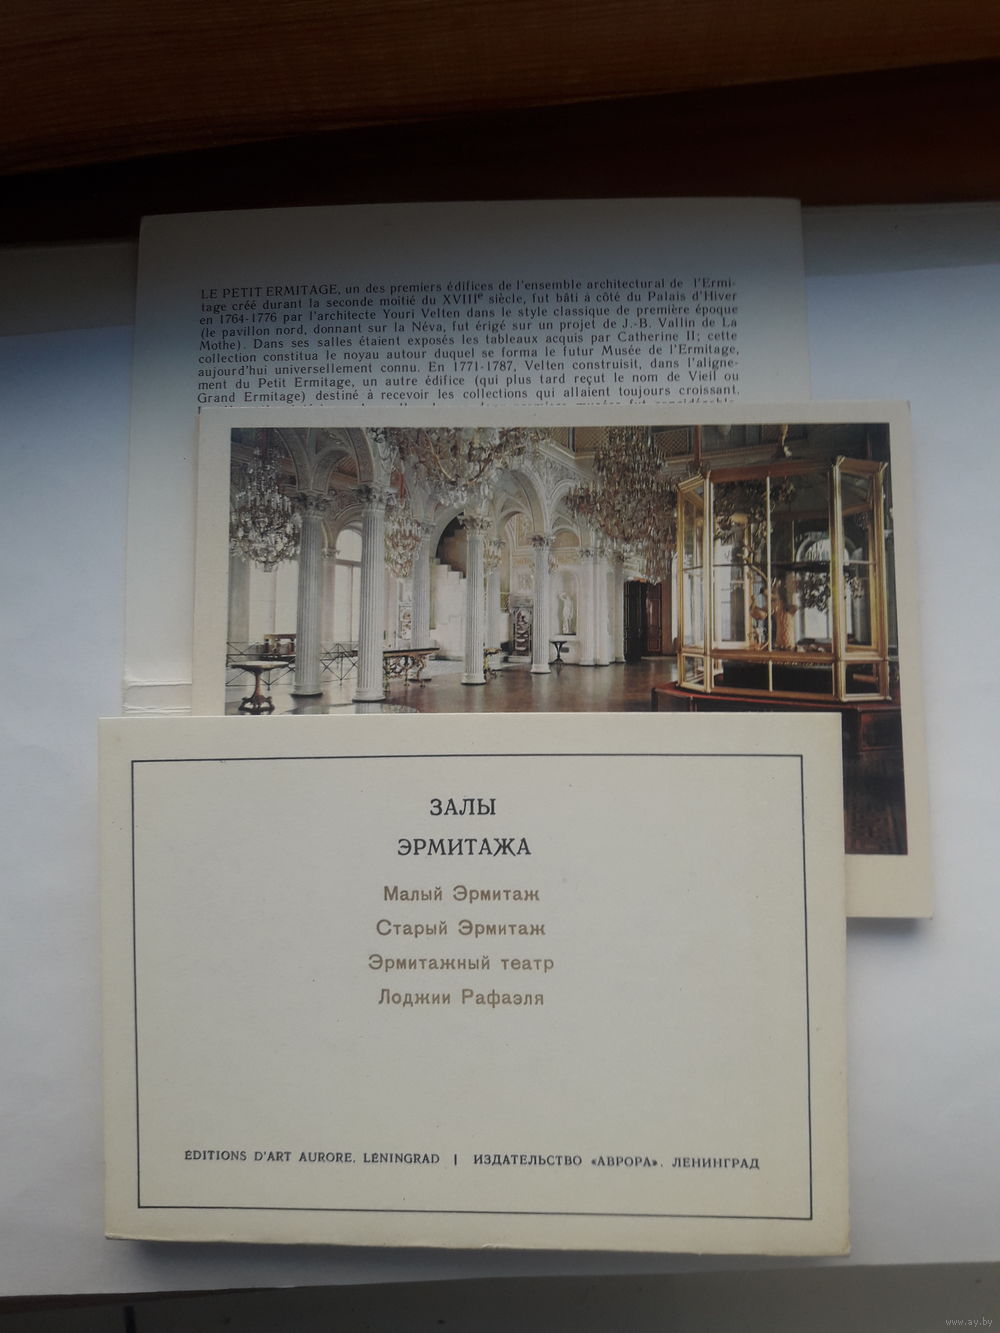 LE PETIT ERMITAGE, un des premiers édifices de l'ensemble architectural de l'Ermi-
tage créé durant la seconde moitié du XVIIIe siècle, fut bâti à côté du Palais d'Hiver
en 1764-1776 par l'architecte Youri Velten dans le style classique de première époque
(le pavillon nord, donnant sur la Néva, fut érigé sur un projet de J.-B. Vallin de La
Mothe). Dans ses salles étaient exposés les tableaux acquis par Catherine II; cette
collection constitua le noyau autour duquel se forma le futur Musée de l'Ermitage,
aujourd'hui universellement connu. En 1771-1787, Velten construisit, dans l'aligne-
ment du Petit Ermitage, un autre édifice (qui plus tard reçut le nom de Vieil ou
Grand Ermitage) destiné à recevoir les collections qui allaient toujours croissant.
ЗАЛЫ
ЭРМИТАЖА
Малый Эрмитаж
Старый Эрмитаж
Эрмитажный театр
Лоджии Рафаэля
ÉDITIONS D'ART AURORE. LÉNINGRAD | ИЗДАТЕЛЬСТВО «АВРОРА». ЛЕНИНГРАД
www.ay.by